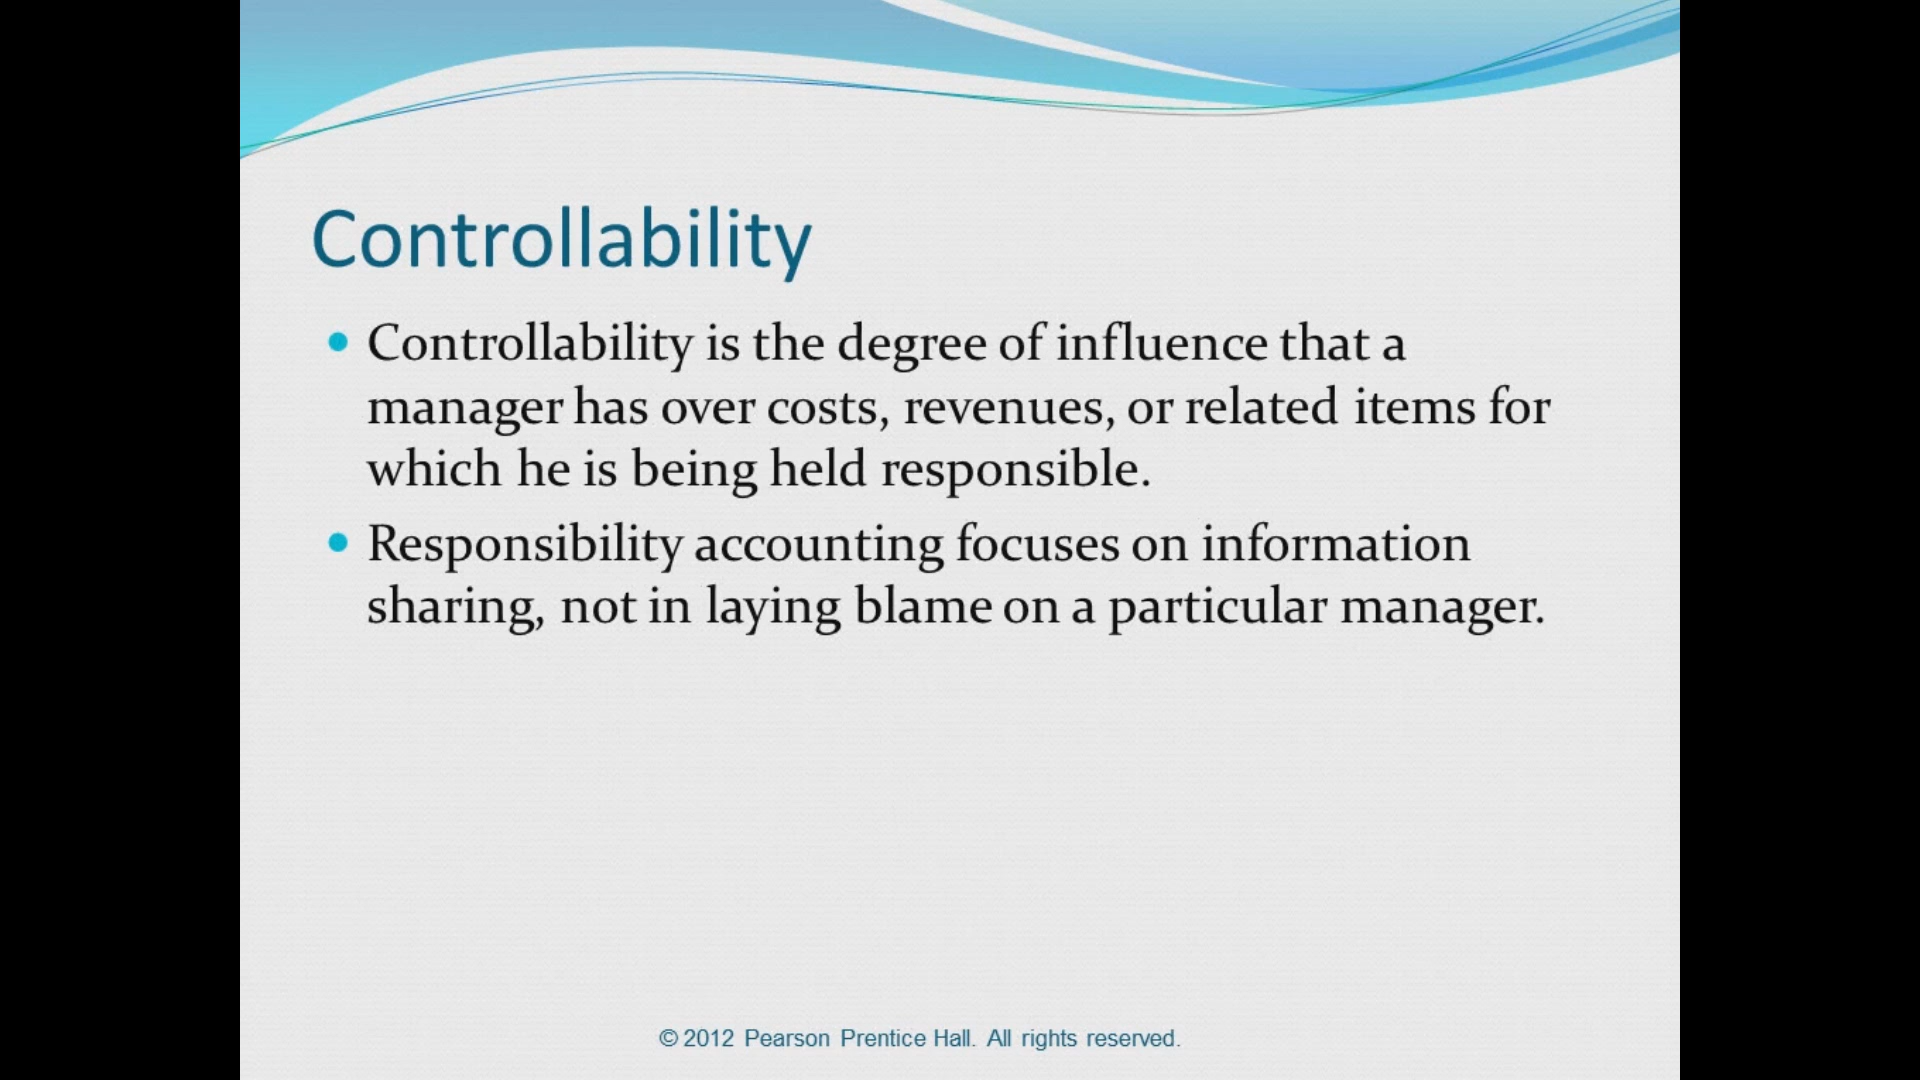 Controllability
• Controllability is the degree of influence that a
manager has over costs, revenues, or related items for
which he is being held responsible.
• Responsibility accounting focuses on information
sharing, not in laying blame on a particular manager.
© 2012 Pearson Prentice Hall. All rights reserved.